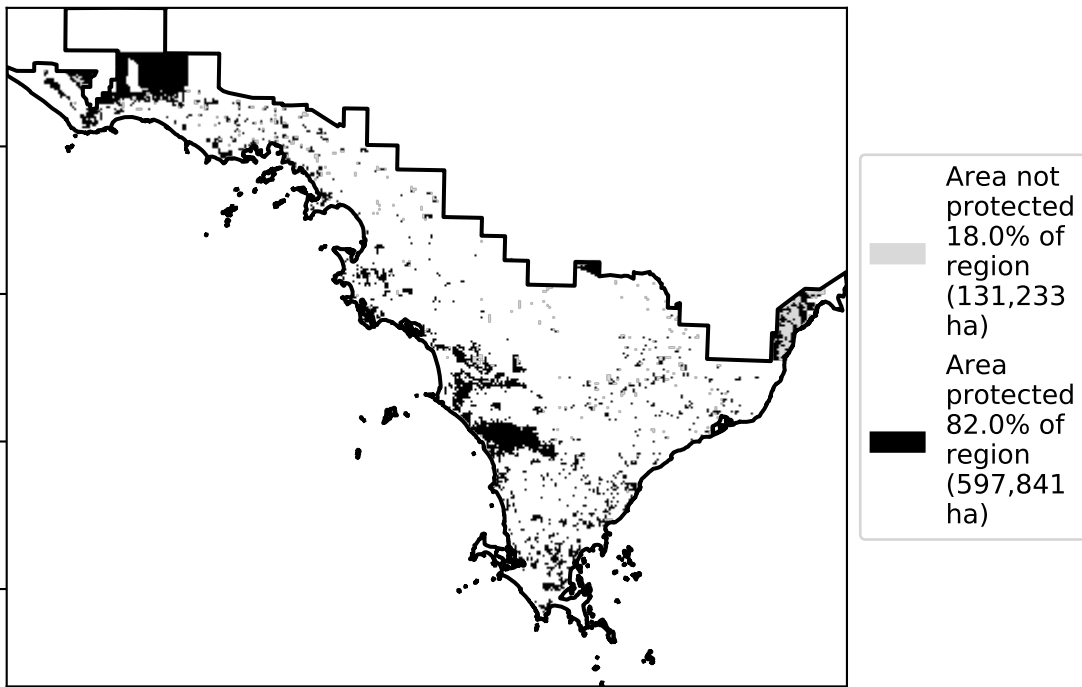 Area not
protected
18.0% of
region
(131,233
ha)
Area
protected
82.0% of
region
(597,841
ha)